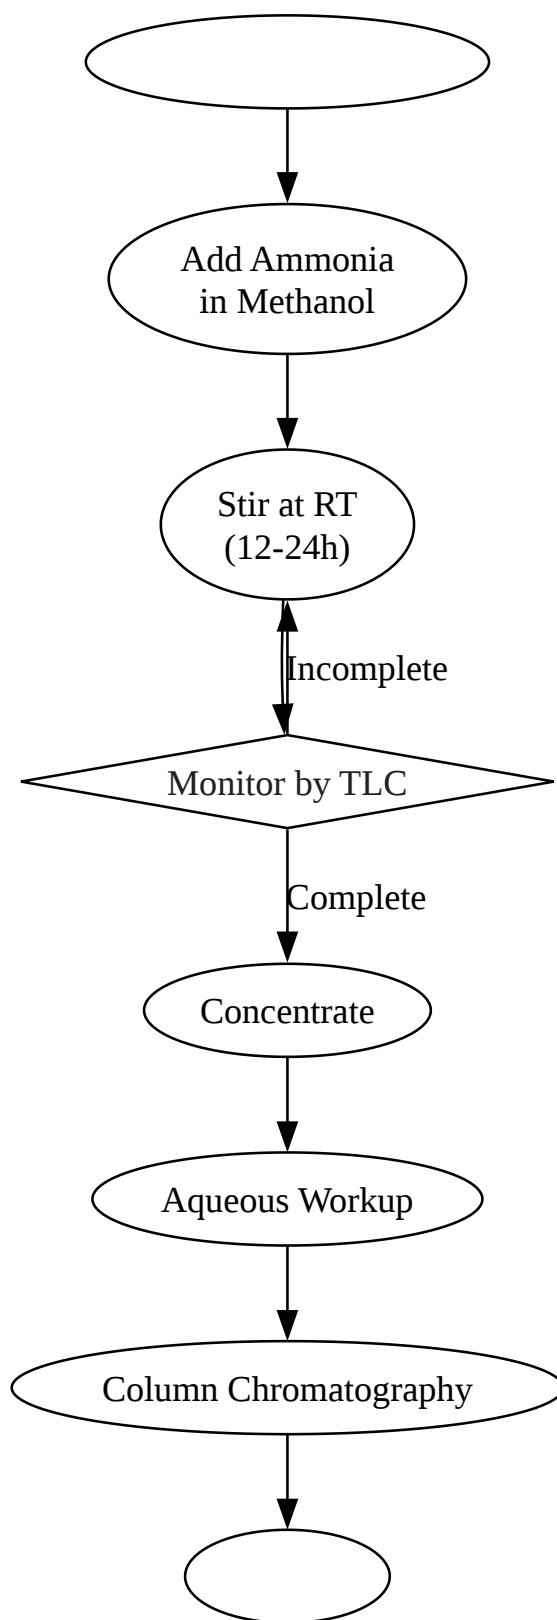 Add Ammonia
in Methanol
Stir at RT
(12-24h)
Incomplete
Monitor by TLC
Complete
Concentrate
Aqueous Workup
Column Chromatography